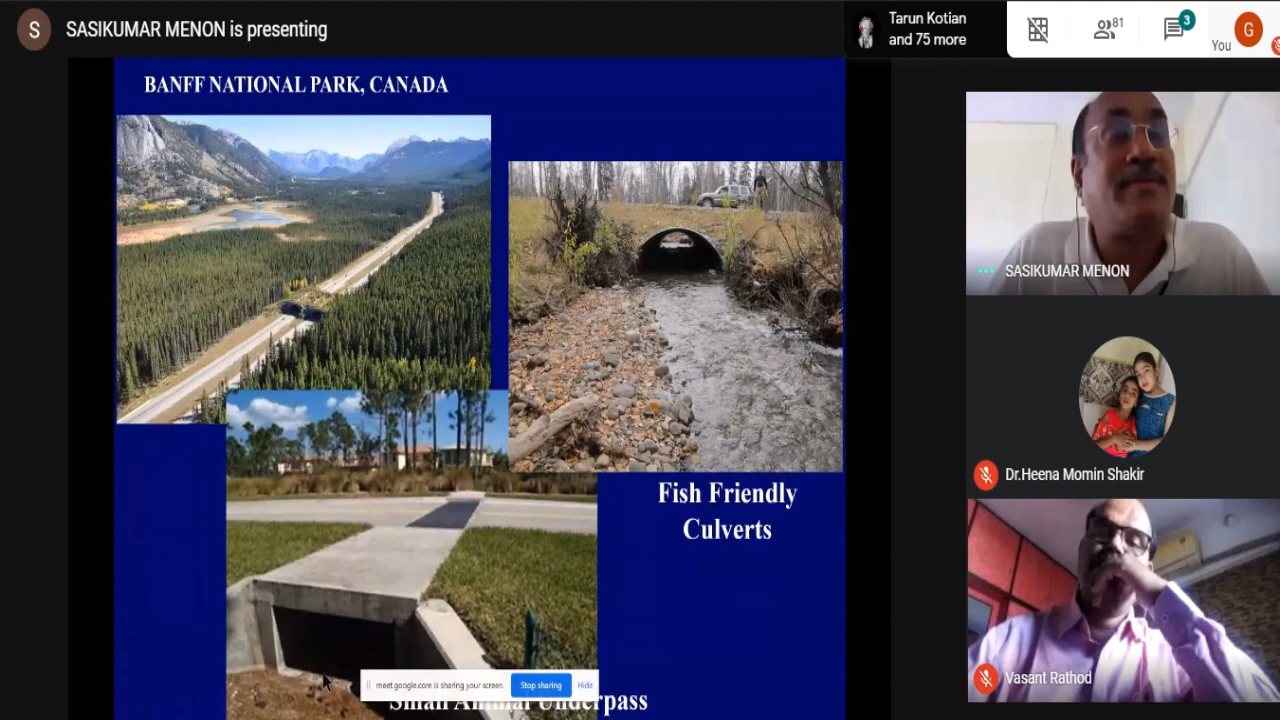 S
SASIKUMAR MENON is presenting
Tarun Kotian
and 75 more
81
3
You
G
BANFF NATIONAL PARK, CANADA
SASIKUMAR MENON
Dr.Heena Momin Shakir
Fish Friendly
Culverts
meet.google.com is sharing your screen.
Stop sharing
Hide
Small Animal Underpass
Vasant Rathod